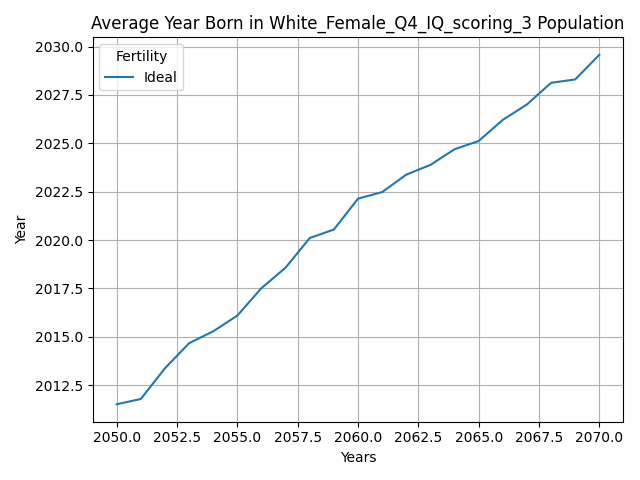 Average Year Born in White_Female_Q4_IQ_scoring_3 Population
Fertility
Ideal
2030.0
2027.5
2025.0
2022.5
2020.0
2017.5
2015.0
2012.5
Year
2050.0 2052.5 2055.0 2057.5 2060.0 2062.5 2065.0 2067.5 2070.0
Years